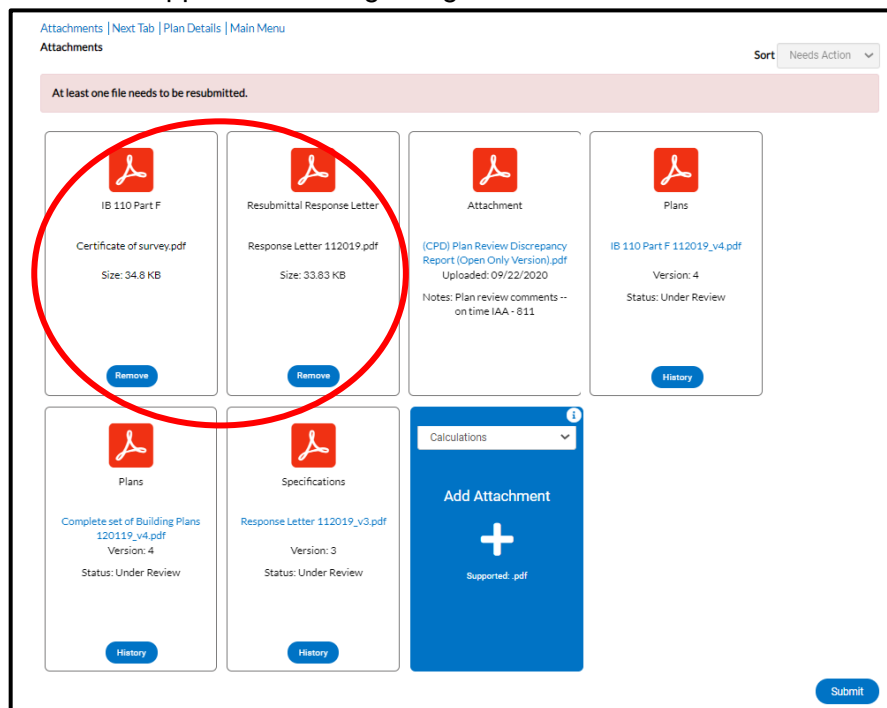 Attachments | Next Tab | Plan Details | Main Menu
Attachments
Sort Needs Action
At least one file needs to be resubmitted.
IB 110 Part F
Certificate of survey.pdf
Size: 34.8 KB
Remove
Resubmittal Response Letter
Response Letter 112019.pdf
Size: 33.83 KB
Remove
Attachment
(CPD) Plan Review Discrepancy
Report (Open Only Version).pdf
Uploaded: 09/22/2020
Notes: Plan review comments --
on time IAA - 811
Plans
IB 110 Part F 112019_v4.pdf
Version: 4
Status: Under Review
History
Plans
Complete set of Building Plans
120119_v4.pdf
Version: 4
Status: Under Review
History
Specifications
Response Letter 112019_v3.pdf
Version: 3
Status: Under Review
History
i
Calculations
Add Attachment
Supported: .pdf
Submit